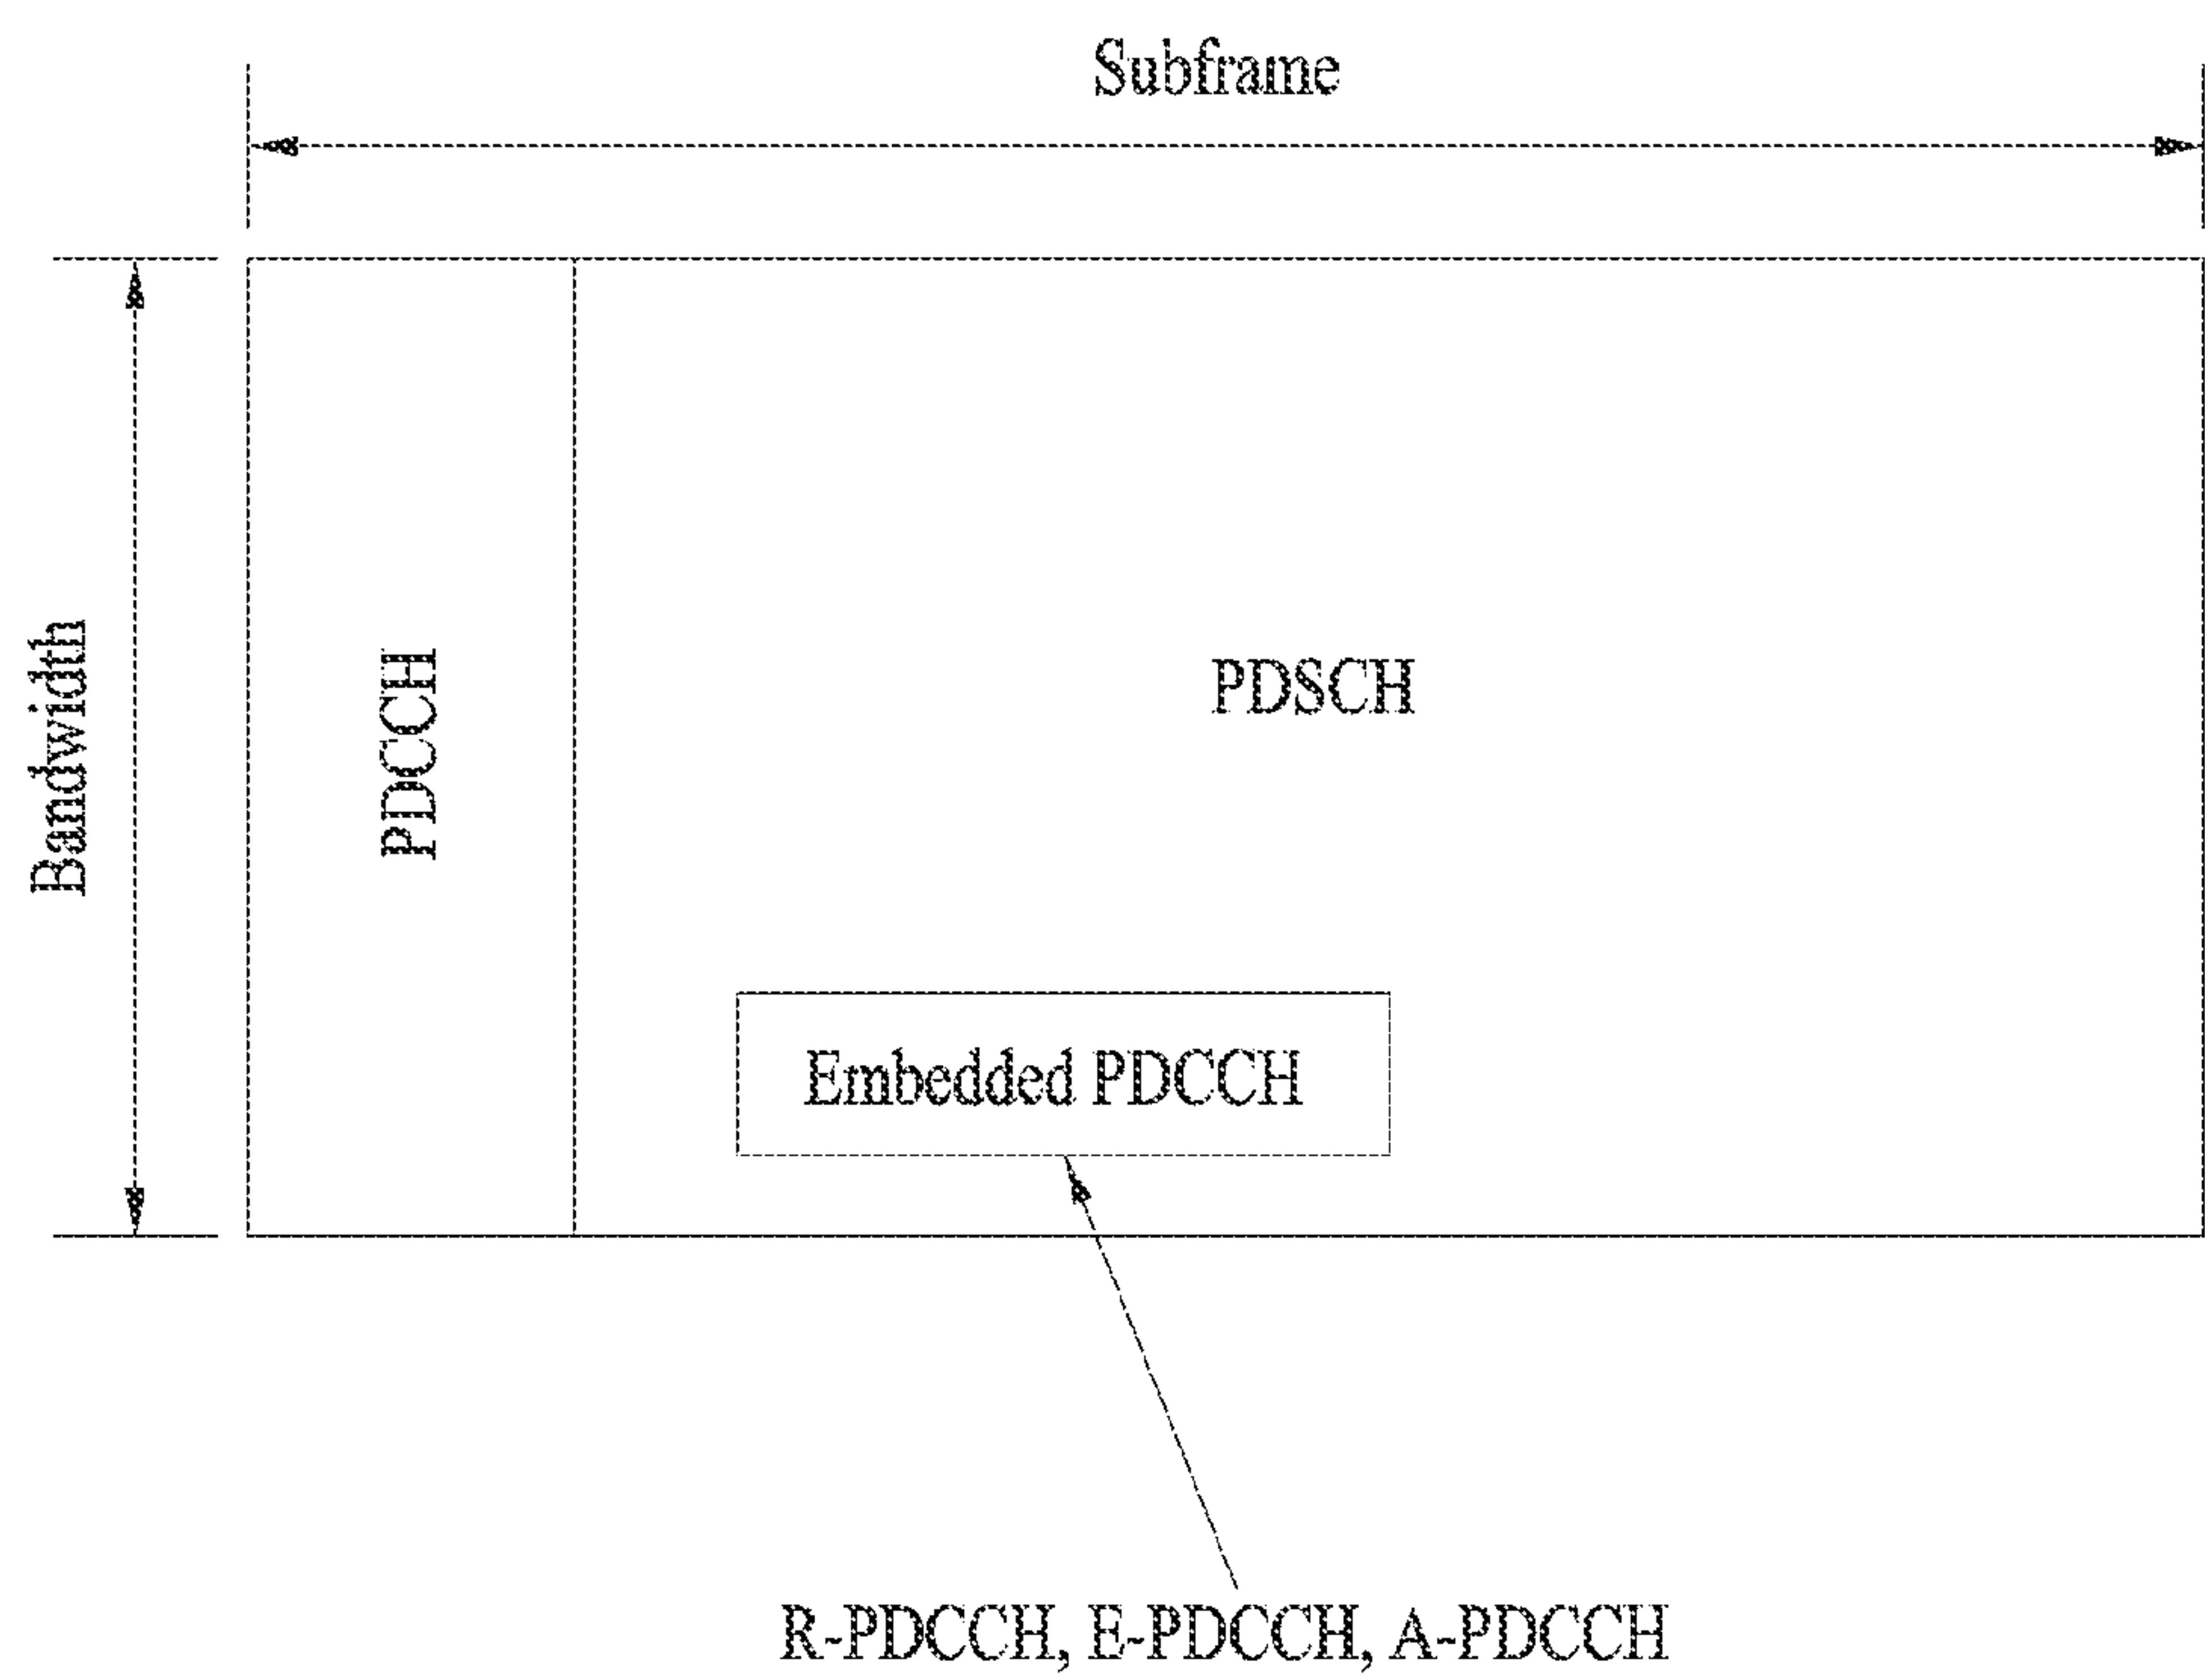 Subframe
Bandwidth
PDCCH
PDSCH
Embedded PDCCH
R-PDCCH, E-PDCCH, A-PDCCH